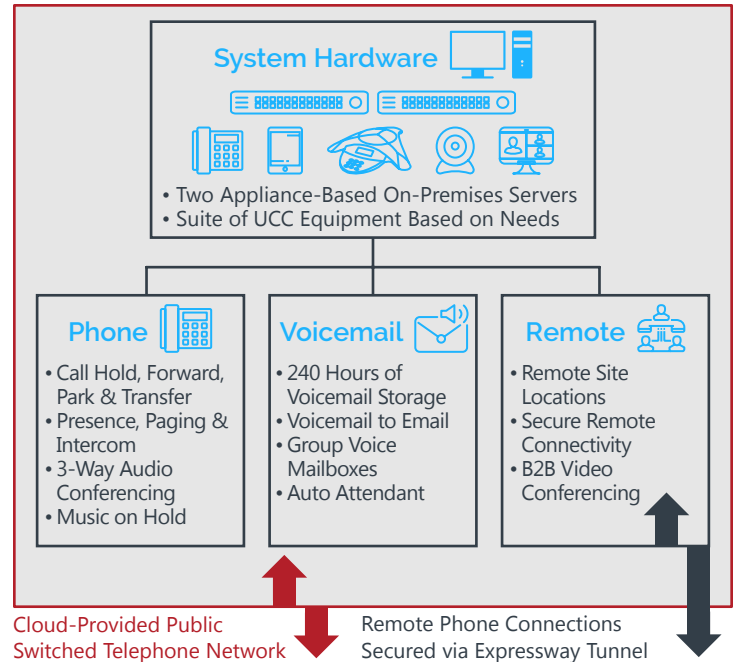 System Hardware
• Two Appliance-Based On-Premises Servers
• Suite of UCC Equipment Based on Needs
Phone
• Call Hold, Forward,
Park & Transfer
• Presence, Paging &
Intercom
• 3-Way Audio
Conferencing
• Music on Hold
Voicemail
• 240 Hours of
Voicemail Storage
• Voicemail to Email
• Group Voice
Mailboxes
• Auto Attendant
Remote
• Remote Site
Locations
• Secure Remote
Connectivity
• B2B Video
Conferencing
Cloud-Provided Public
Switched Telephone Network
Remote Phone Connections
Secured via Expressway Tunnel